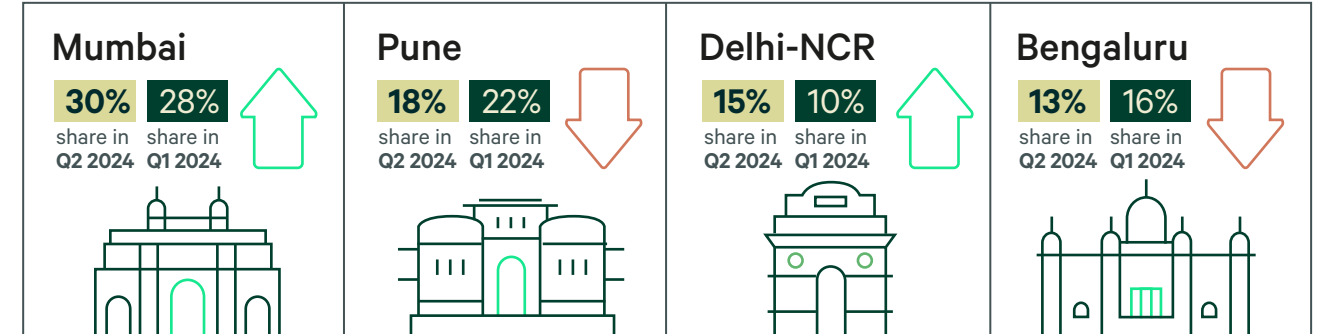 Mumbai
30% 28%
share in share in
Q2 2024 Q1 2024
Pune
18% 22%
share in share in
Q2 2024 Q1 2024
Delhi-NCR
15% 10%
share in share in
Q2 2024 Q1 2024
Bengaluru
13% 16%
share in share in
Q2 2024 Q1 2024